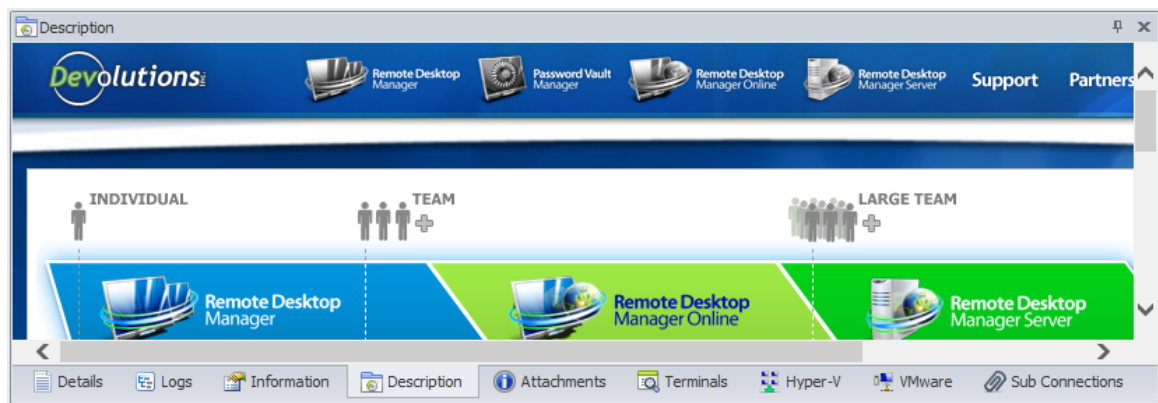 Description
Devolutions INC.
Remote Desktop
Manager
Password Vault
Manager
Remote Desktop
Manager Online
Remote Desktop
Manager Server
Support
Partners
INDIVIDUAL
TEAM
LARGE TEAM
Remote Desktop
Manager
Remote Desktop
Manager Online
Remote Desktop
Manager Server
Details
Logs
Information
Description
Attachments
Terminals
Hyper-V
VMware
Sub Connections